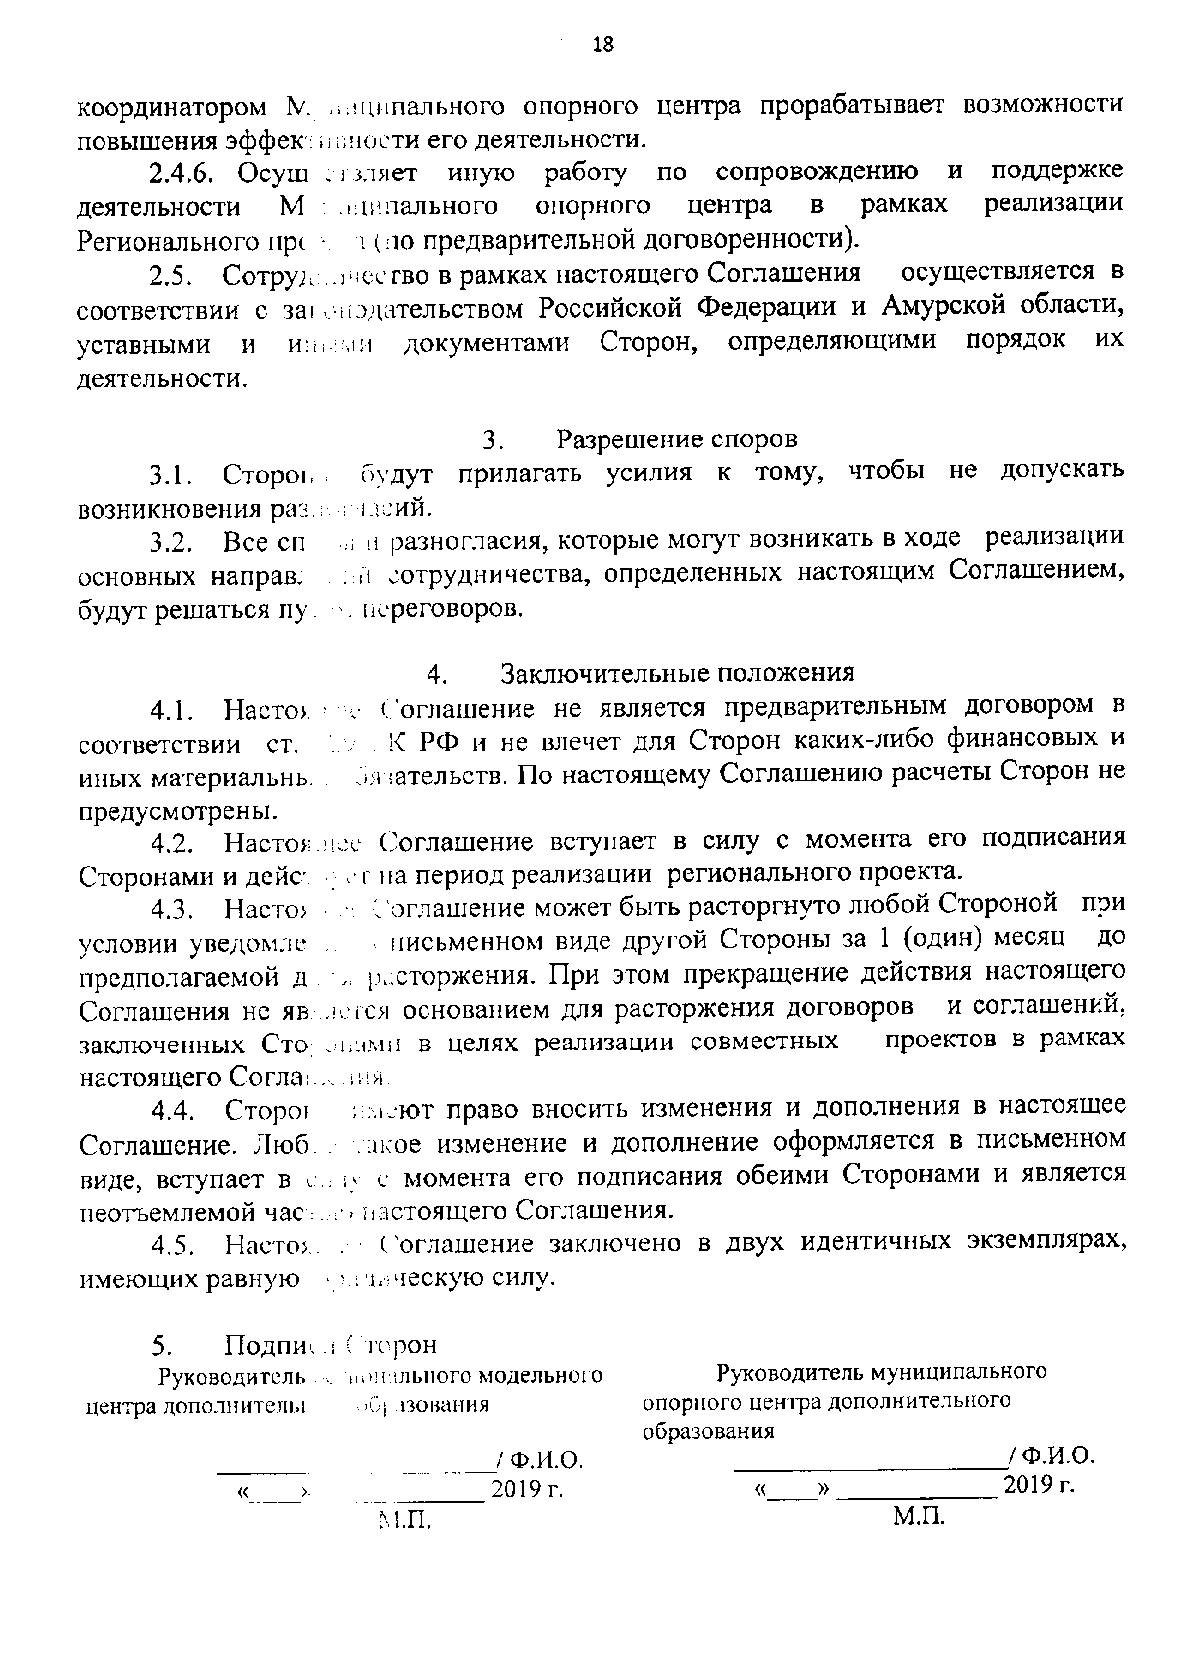 18
координатором Муниципального опорного центра прорабатывает возможности
повышения эффективности его деятельности.
2.4.6. Осуществляет иную работу по сопровождению и поддержке
деятельности Муниципального опорного центра в рамках реализации
Регионального проекта (по предварительной договоренности).
2.5. Сотрудничество в рамках настоящего Соглашения осуществляется в
соответствии с законодательством Российской Федерации и Амурской области,
уставными и иными документами Сторон, определяющими порядок их
деятельности.
3. Разрешение споров
3.1. Стороны будут прилагать усилия к тому, чтобы не допускать
возникновения разногласий.
3.2. Все споры и разногласия, которые могут возникать в ходе реализации
основных направлений сотрудничества, определенных настоящим Соглашением,
будут решаться путем переговоров.
4. Заключительные положения
4.1. Настоящее Соглашение не является предварительным договором в
соответствии ст. РФ и не влечет для Сторон каких-либо финансовых и
иных материальных обязательств. По настоящему Соглашению расчеты Сторон не
предусмотрены.
4.2. Настоящее Соглашение вступает в силу с момента его подписания
Сторонами и действует на период реализации регионального проекта.
4.3. Настоящее Соглашение может быть расторгнуто любой Стороной при
условии уведомления письменном виде другой Стороны за 1 (один) месяц до
предполагаемой даты расторжения. При этом прекращение действия настоящего
Соглашения не является основанием для расторжения договоров и соглашений,
заключенных Сторонами в целях реализации совместных проектов в рамках
настоящего Соглашения.
4.4. Стороны имеют право вносить изменения и дополнения в настоящее
Соглашение. Любое такое изменение и дополнение оформляется в письменном
виде, вступает в силу с момента его подписания обеими Сторонами и является
неотъемлемой частью настоящего Соглашения.
4.5. Настоящее Соглашение заключено в двух идентичных экземплярах,
имеющих равную юридическую силу.
5. Подписи Сторон
Руководитель регионального модельного
центра дополнительного образования
______________/ Ф.И.О.
«____» __________ 2019 г.
М.П.
Руководитель муниципального
опорного центра дополнительного
образования
______________/ Ф.И.О.
«____» __________ 2019 г.
М.П.